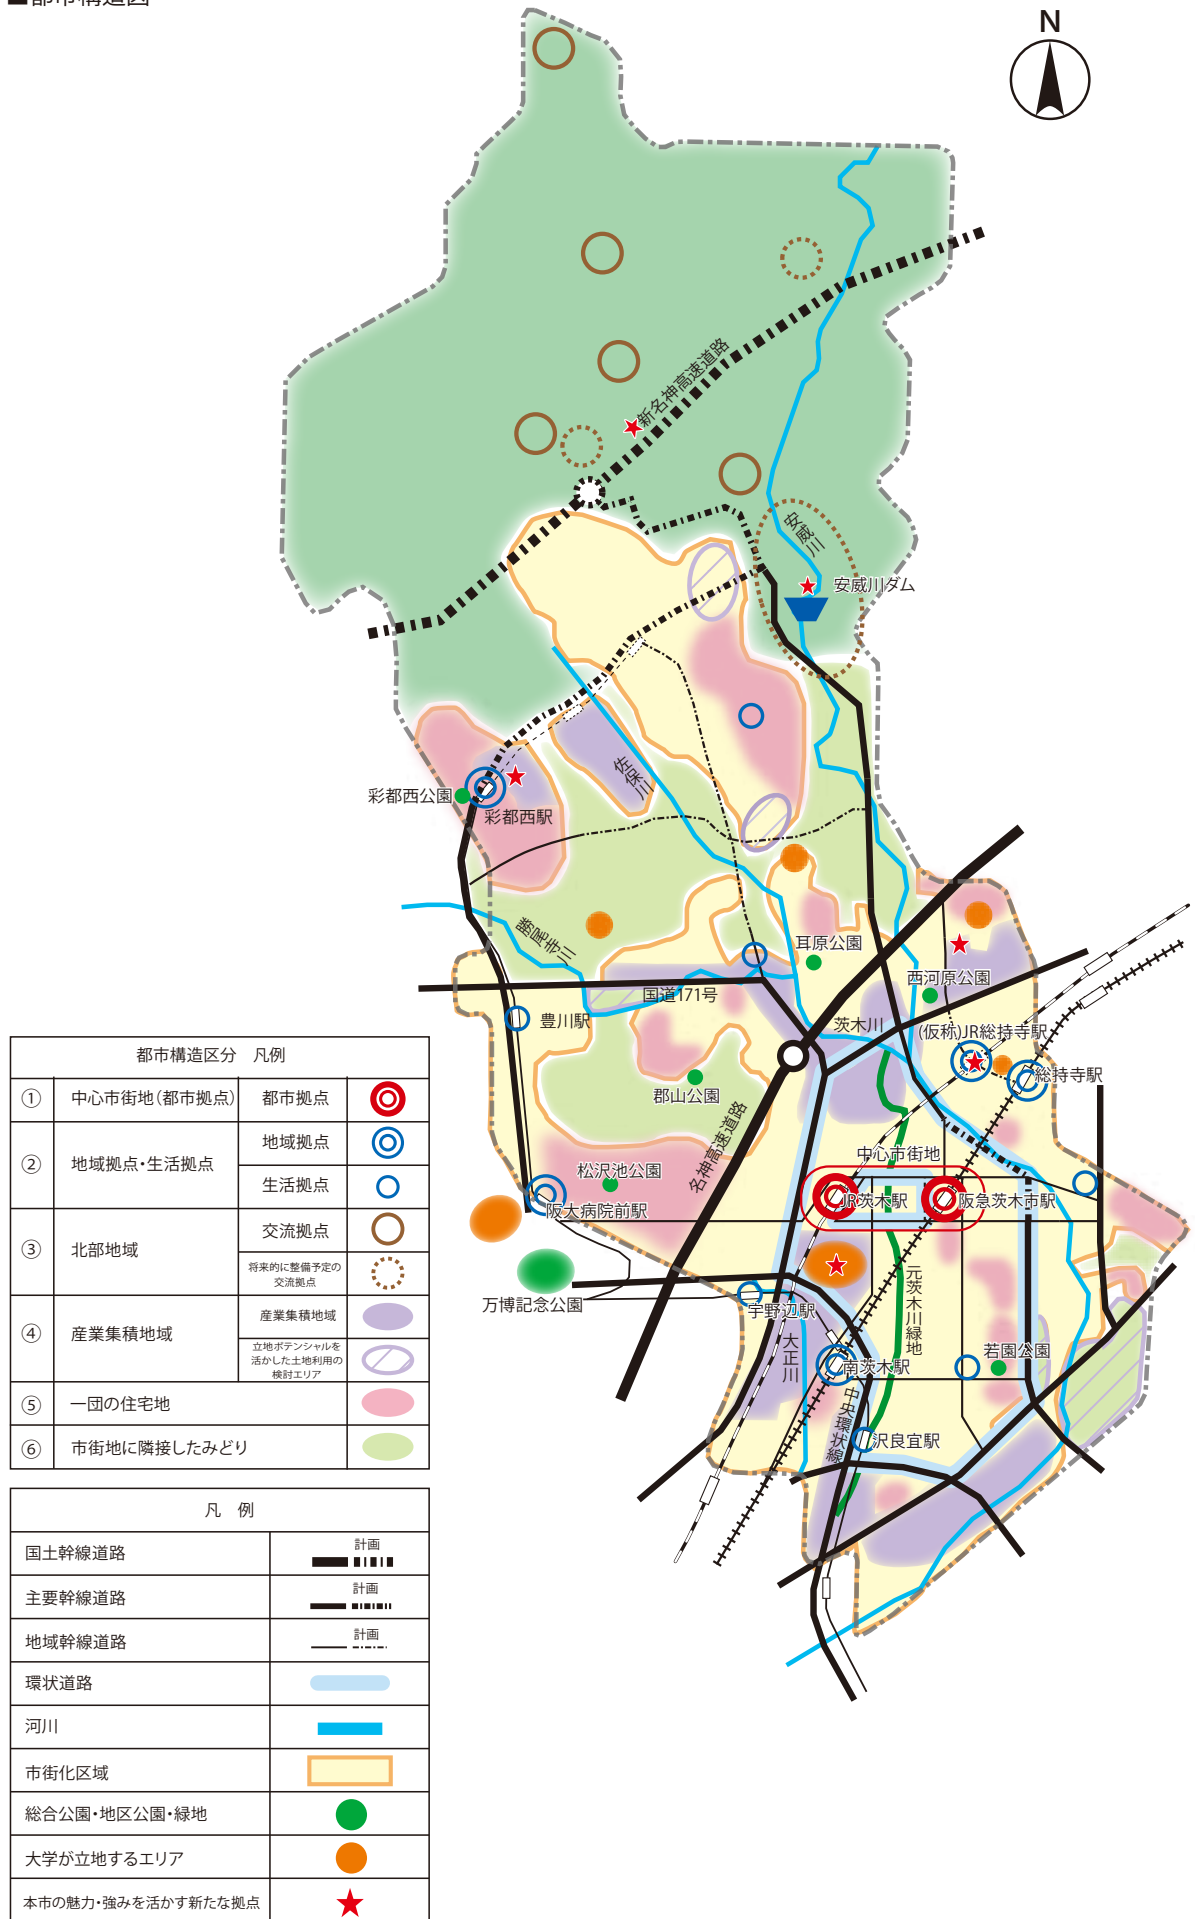 ■都市構造図
N
新名神高速道路
安威川
安威川ダム
佐保川
彩都西公園
彩都西駅
勝尾寺川
耳原公園
西河原公園
国道171号
豊川駅
茨木川
(仮称)JR総持寺駅
総持寺駅
郡山公園
名神高速道路
中心市街地
松沢池公園
JR茨木駅
阪急茨木市駅
阪大病院前駅
元茨木川緑地
万博記念公園
宇野辺駅
大正川
南茨木駅
若園公園
中央環状線
沢良宜駅
都市構造区分 凡例
① 中心市街地(都市拠点) 都市拠点
② 地域拠点・生活拠点 地域拠点
生活拠点
③ 北部地域 交流拠点
将来的に整備予定の
交流拠点
④ 産業集積地域 産業集積地域
立地ポテンシャルを
活かした土地利用の
検討エリア
⑤ 一団の住宅地
⑥ 市街地に隣接したみどり
凡 例
国土幹線道路 計画
主要幹線道路 計画
地域幹線道路 計画
環状道路
河川
市街化区域
総合公園・地区公園・緑地
大学が立地するエリア
本市の魅力・強みを活かす新たな拠点